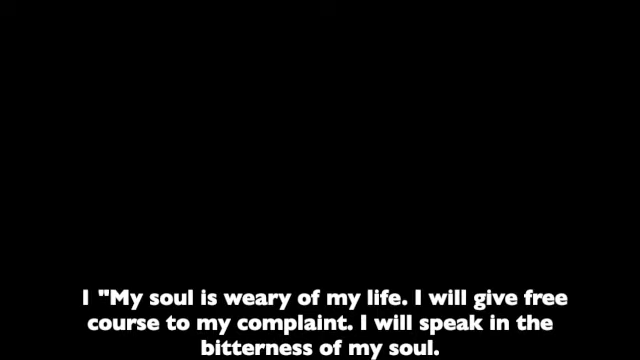 1 "My soul is weary of my life. I will give free
course to my complaint. I will speak in the
bitterness of my soul.